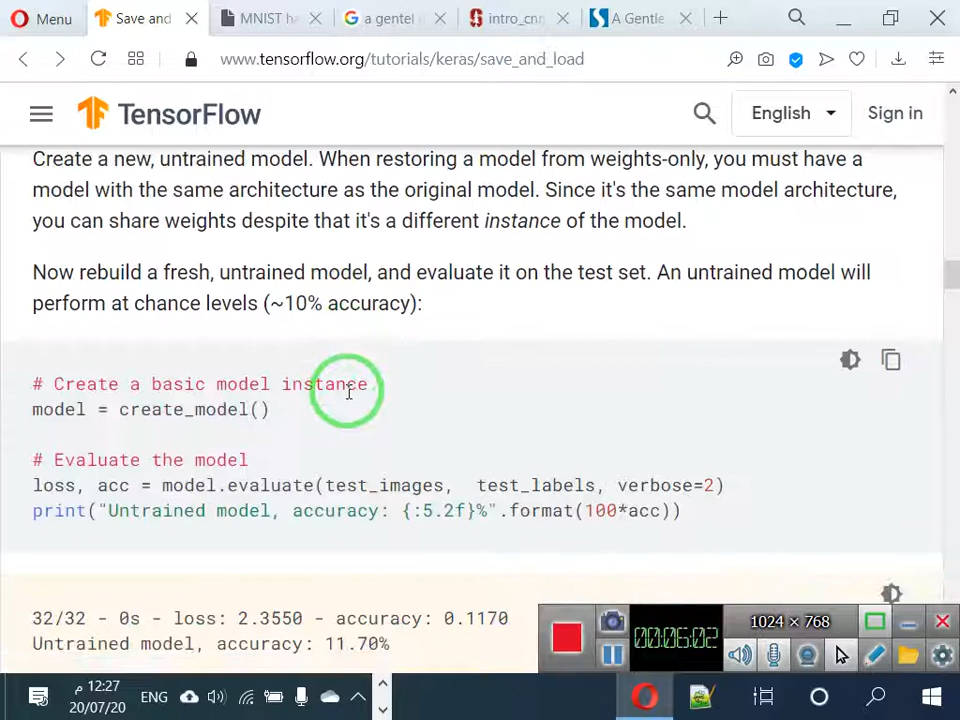 Menu
Save and
MNIST ha
a gentel
intro_cnn
A Gentle
www.tensorflow.org/tutorials/keras/save_and_load
TensorFlow
English
Sign in
Create a new, untrained model. When restoring a model from weights-only, you must have a
model with the same architecture as the original model. Since it's the same model architecture,
you can share weights despite that it's a different instance of the model.
Now rebuild a fresh, untrained model, and evaluate it on the test set. An untrained model will
perform at chance levels (~10% accuracy):
# Create a basic model instance
model = create_model()
# Evaluate the model
loss, acc = model.evaluate(test_images,  test_labels, verbose=2)
print("Untrained model, accuracy: {:5.2f}%".format(100*acc))
32/32 - 0s - loss: 2.3550 - accuracy: 0.1170
Untrained model, accuracy: 11.70%
00:06:02
1024 × 768
12:27 م
20/07/20
ENG